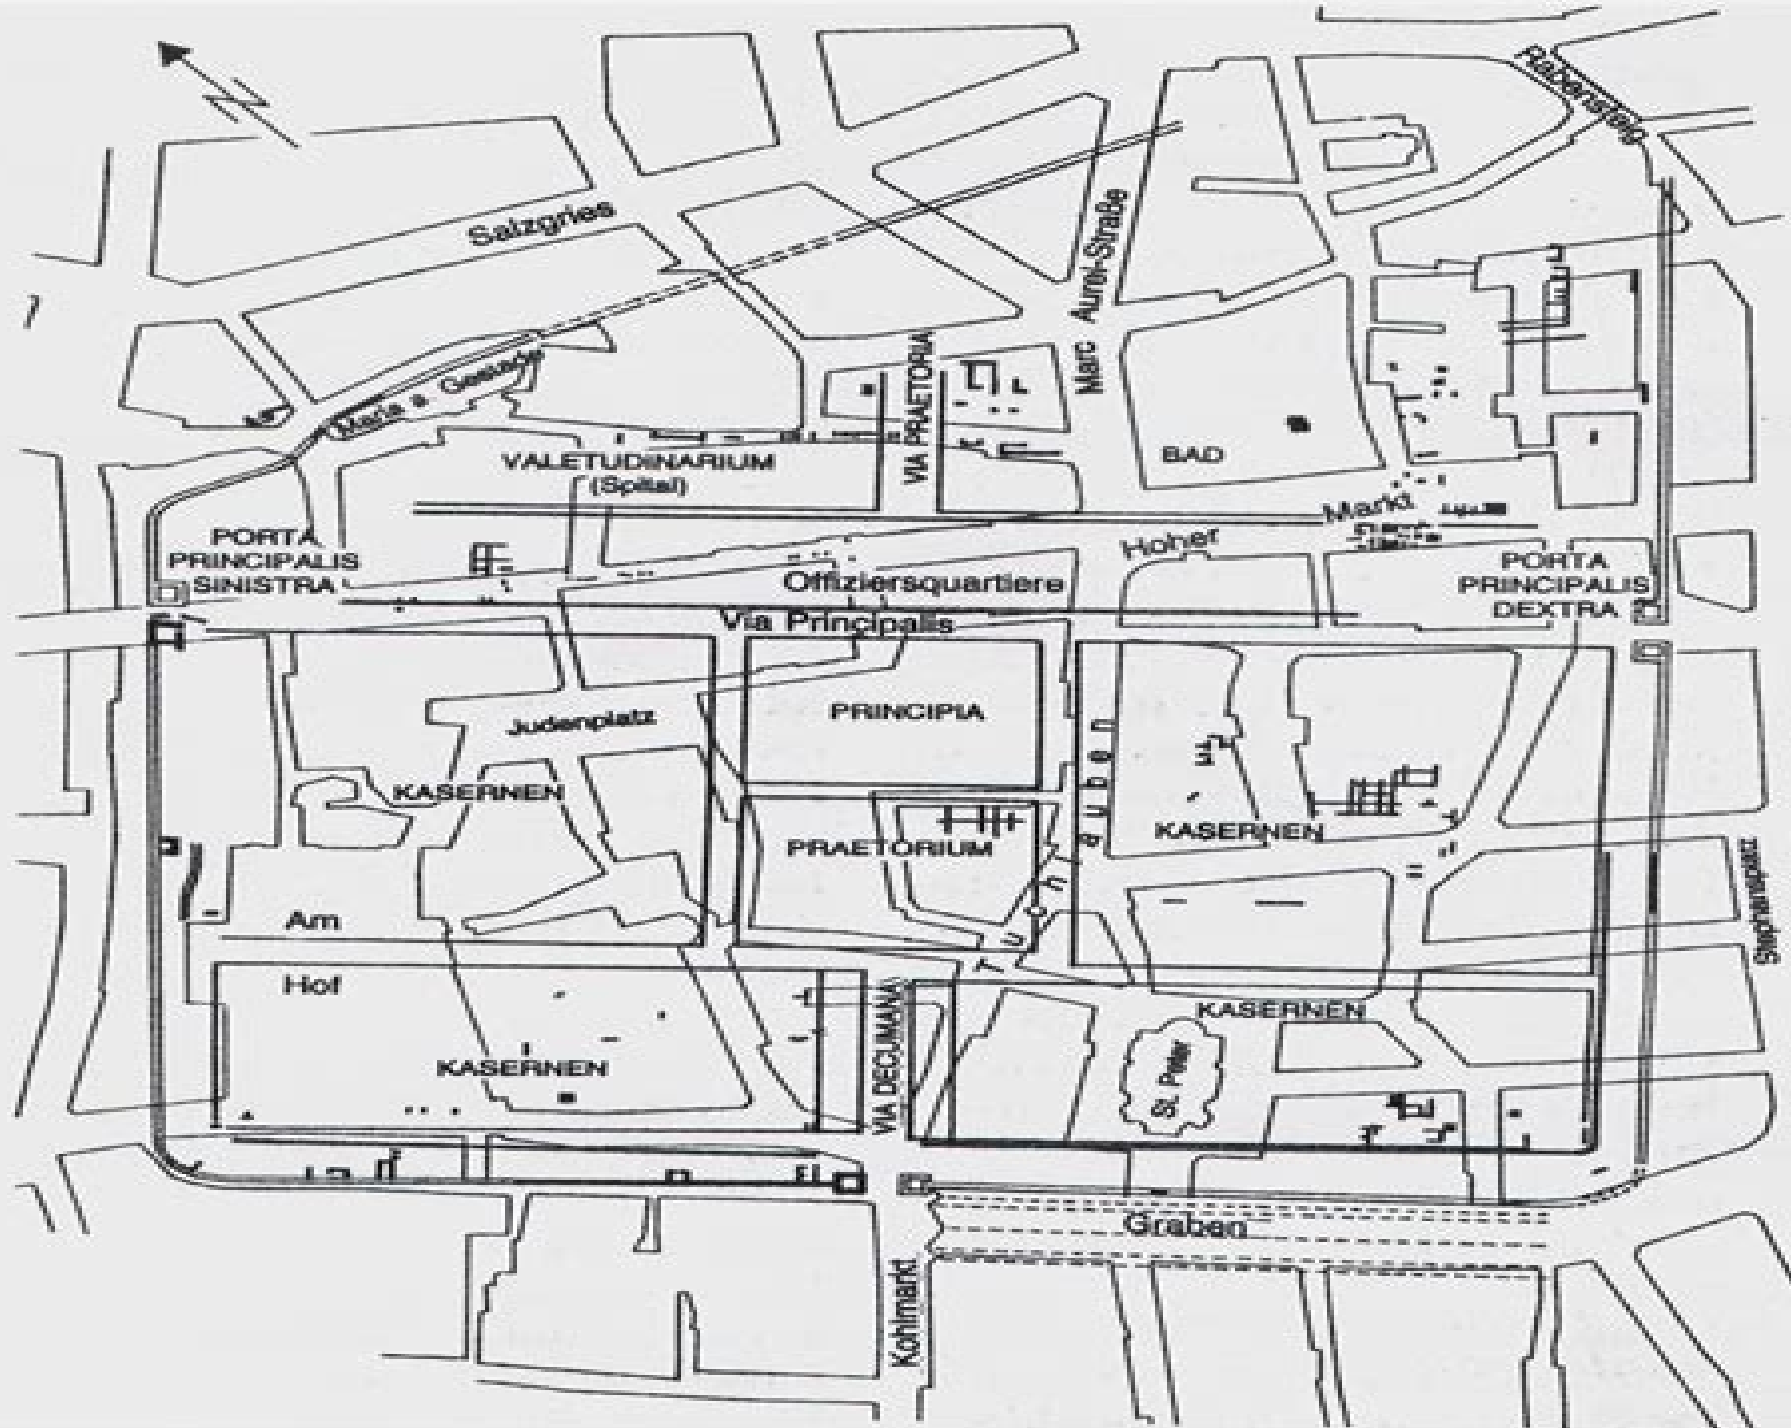 Rabensteig
Salzgries
Marc Aurel-Straße
Maria a. Gestade
VIA PRAETORIA
VALETUDINARIUM
(Spital)
BAD
Hoher Markt
PORTA
PRINCIPALIS
SINISTRA
Offiziersquartiere
PORTA
PRINCIPALIS
DEXTRA
Via Principalis
Judenplatz
PRINCIPIA
Tuchlauben
KASERNEN
KASERNEN
PRAETORIUM
Stephansplatz
Am
Hof
KASERNEN
KASERNEN
VIA DECUMANA
St. Peter
Graben
Kohlmarkt